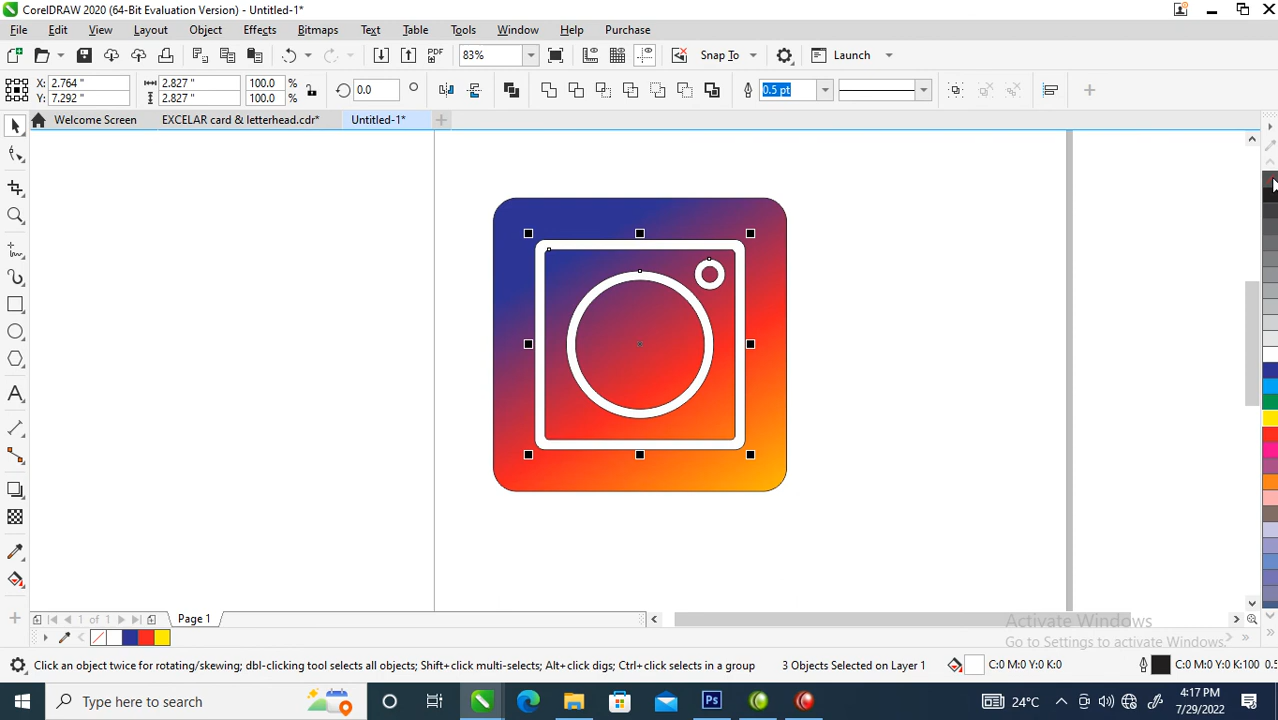 CorelDRAW 2020 (64-Bit Evaluation Version) - Untitled-1*
File Edit View Layout Object Effects Bitmaps Text Table Tools Window Help Purchase
PDF 83% Snap To Launch
X: 2.764 " 2.827 " 100.0 % 0.0 0.5 pt
Y: 7.292 " 2.827 " 100.0 %
Welcome Screen EXCELAR card & letterhead.cdr* Untitled-1*
1 of 1 Page 1
Activate Windows
Go to Settings to activate Windows.
Click an object twice for rotating/skewing; dbl-clicking tool selects all objects; Shift+click multi-selects; Alt+click digs; Ctrl+click selects in a group 3 Objects Selected on Layer 1 C:0 M:0 Y:0 K:0 C:0 M:0 Y:0 K:100 0.5
Type here to search Ps 24°C 4:17 PM
7/29/2022